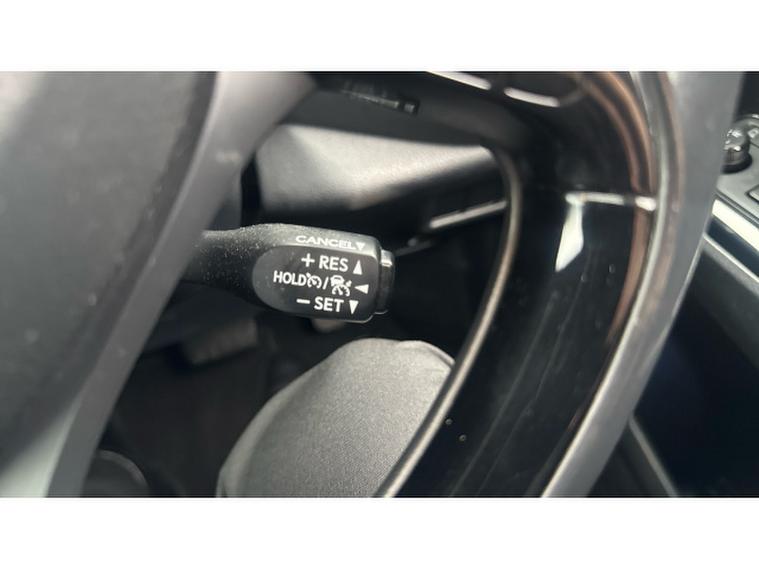 CANCEL▼
+ RES ▲
HOLD / ◀
− SET ▼